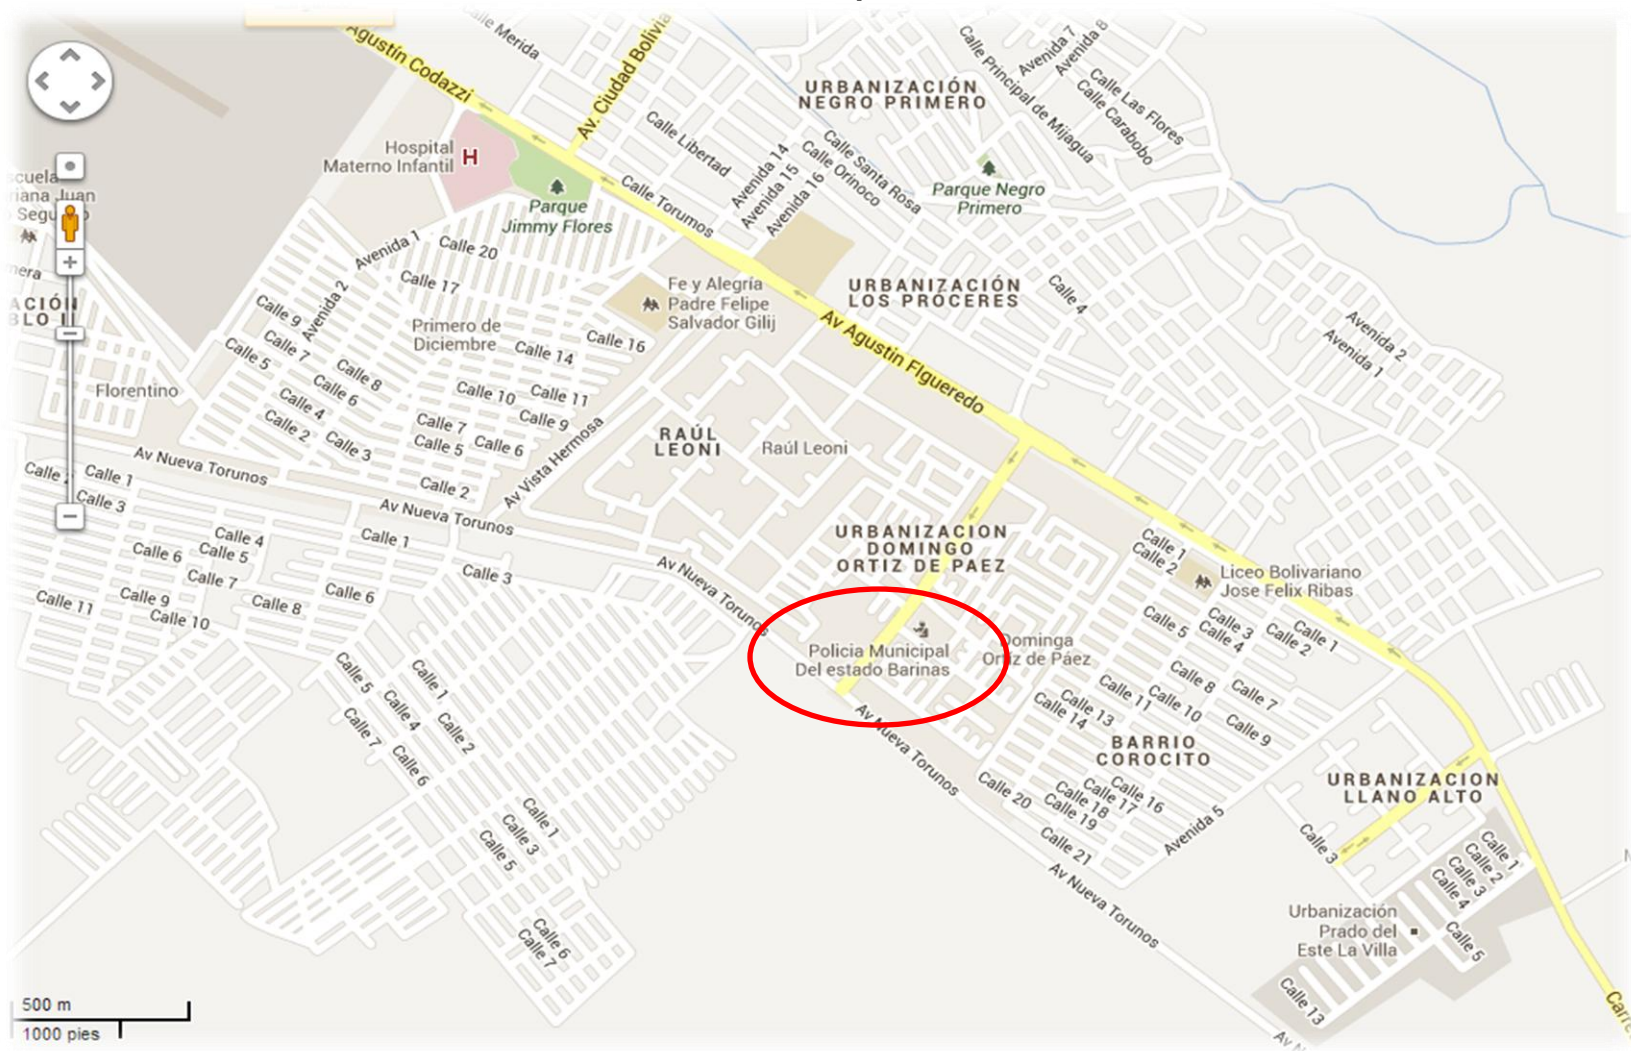 Agustín Codazzi
Calle Merida
Av. Ciudad Bolivia
Calle Principal de Mijagua
Avenida 7
Avenida 8
Calle Las Flores
Calle Carabobo
URBANIZACIÓN
NEGRO PRIMERO
Hospital
Materno Infantil
H
Calle Libertad
Avenida 14
Avenida 15
Avenida 16
Calle Santa Rosa
Calle Orinoco
Parque Negro
Primero
Parque
Jimmy Flores
Calle Torumos
Avenida 1
Calle 20
Calle 17
Avenida 2
Calle 9
Calle 7
Calle 5
Primero de
Diciembre
Fe y Alegría
Padre Felipe
Salvador Gilij
URBANIZACIÓN
LOS PRÓCERES
Calle 4
Av Agustin FIgueredo
Avenida 2
Avenida 1
Calle 16
Calle 14
Calle 8
Calle 6
Calle 4
Calle 2
Calle 3
Calle 10
Calle 11
Calle 9
Calle 7
Calle 5
Calle 6
Calle 2
Florentino
Av Vista Hermosa
RAÚL
LEONI
Raúl Leoni
Av Nueva Torunos
Av Nueva Torunos
Av Nueva Torunos
Calle 1
Calle 3
Calle 4
Calle 5
Calle 6
Calle 7
Calle 9
Calle 8
Calle 10
Calle 11
Calle 1
Calle 3
Calle 6
URBANIZACION
DOMINGO
ORTIZ DE PAEZ
Calle 1
Calle 2
Liceo Bolivariano
Jose Felix Ribas
Policia Municipal
Del estado Barinas
Dominga
Ortiz de Páez
Calle 5
Calle 3
Calle 4
Calle 2
Calle 1
Calle 8
Calle 7
Calle 11
Calle 10
Calle 9
Calle 13
Calle 14
BARRIO
COROCITO
Calle 16
Calle 17
Calle 18
Calle 19
Calle 20
Calle 21
Avenida 5
Av Nueva Torunos
Av Nueva Torunos
URBANIZACION
LLANO ALTO
Calle 3
Calle 1
Calle 2
Calle 3
Calle 4
Calle 5
Urbanización
Prado del
Este La Villa
Calle 13
Calle 5
Calle 4
Calle 7
Calle 6
Calle 1
Calle 2
Calle 1
Calle 3
Calle 5
Calle 6
Calle 7
500 m
1000 pies